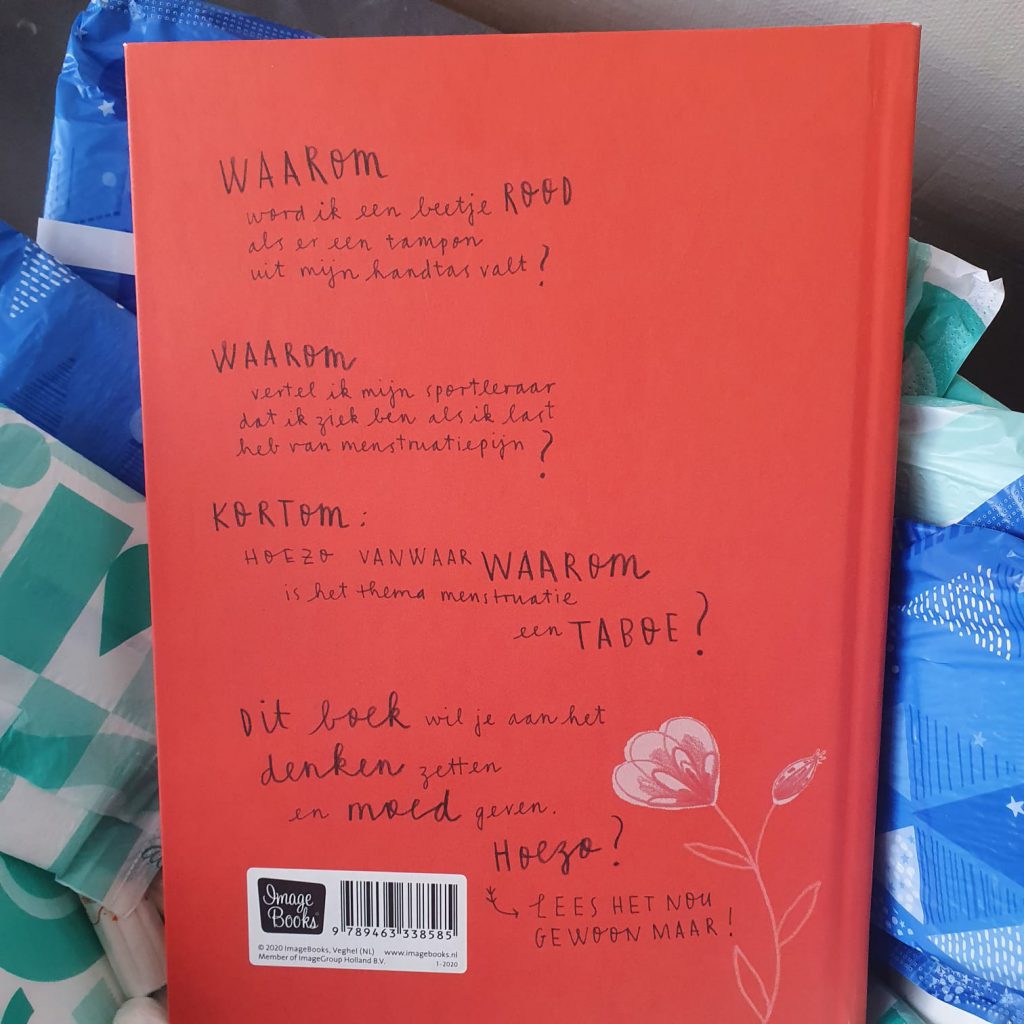 WAAROM
word ik een beetje ROOD
als er een tampon
uit mijn handtas valt?
WAAROM
vertel ik mijn sportleraar
dat ik ziek ben als ik last
heb van menstruatiepijn?
KORTOM:
HOEZO VANWAAR WAAROM
is het thema menstruatie
een TABOE?
Dit boek wil je aan het
denken zetten
en moed geven.
Hoezo?
LEES HET NOU
GEWOON MAAR!
Image
Books
9 789463 338585
© 2020 ImageBooks, Veghel (NL) www.imagebooks.nl
Member of ImageGroup Holland B.V. 1-2020